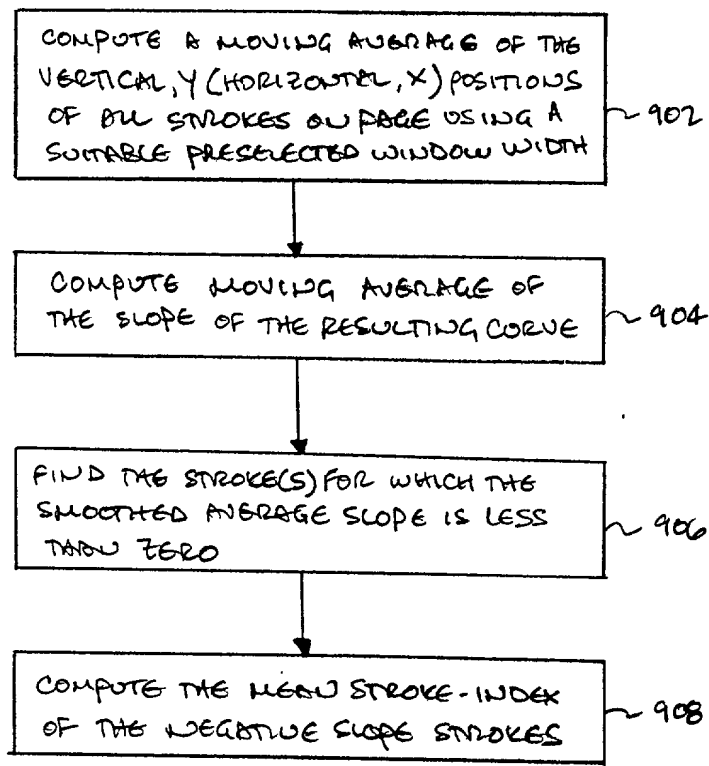 COMPUTE A MOVING AVERAGE OF THE
VERTICAL, Y (HORIZONTAL, X) POSITIONS
OF ALL STROKES ON PAGE USING A
SUITABLE PRESELECTED WINDOW WIDTH
902
COMPUTE MOVING AVERAGE OF
THE SLOPE OF THE RESULTING CURVE
904
FIND THE STROKE(S) FOR WHICH THE
SMOOTHED AVERAGE SLOPE IS LESS
THAN ZERO
906
COMPUTE THE MEAN STROKE-INDEX
OF THE NEGATIVE SLOPE STROKES
908